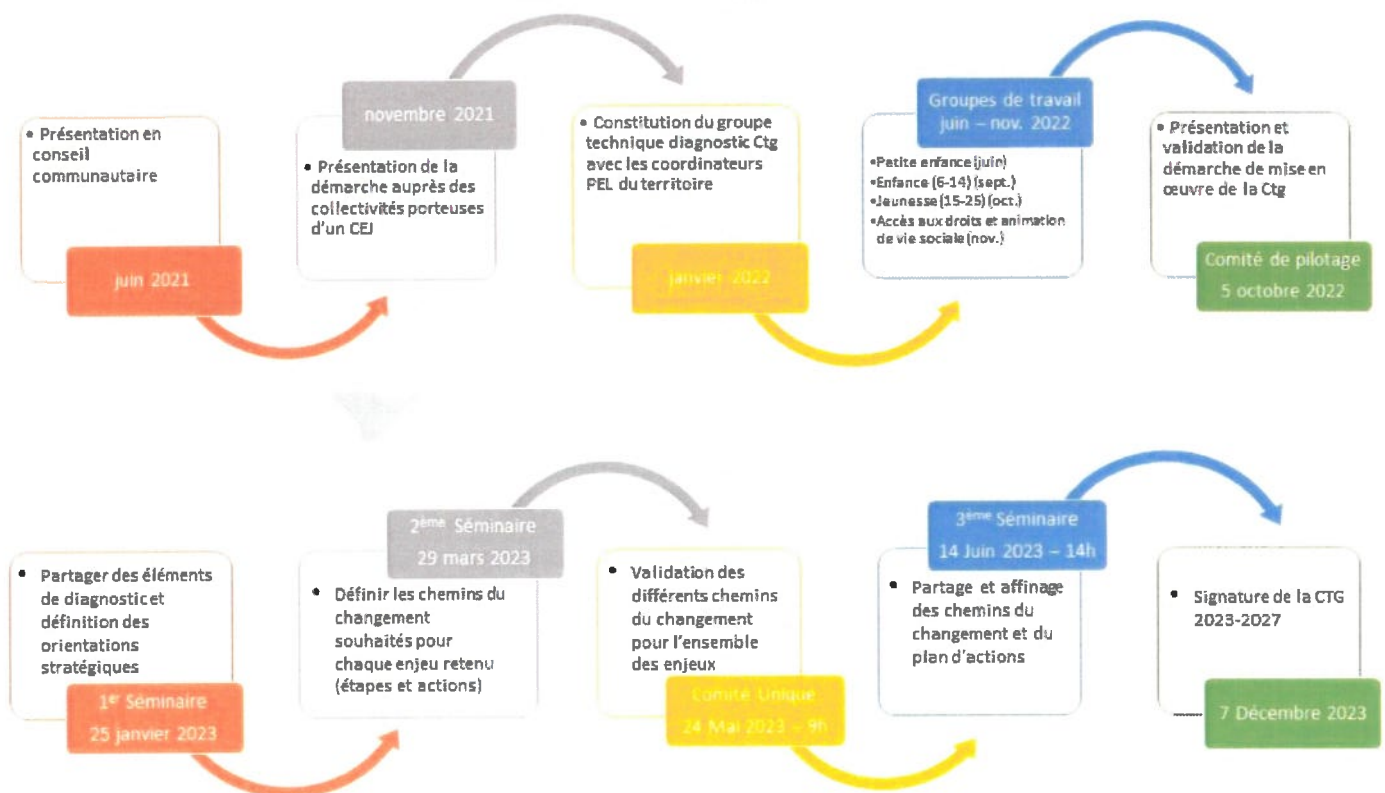 • Présentation en
conseil
communautaire
juin 2021
novembre 2021
• Présentation de la
démarche auprès des
collectivités porteuses
d'un CEJ
• Constitution du groupe
technique diagnostic Ctg
avec les coordinateurs
PEL du territoire
janvier 2022
Groupes de travail
juin – nov. 2022
•Petite enfance (juin)
•Enfance (6-14) (sept.)
•Jeunesse (15-25) (oct.)
•Accès aux droits et animation
de vie sociale (nov.)
• Présentation et
validation de la
démarche de mise en
œuvre de la Ctg
Comité de pilotage
5 octobre 2022
• Partager des éléments
de diagnostic et
définition des
orientations
stratégiques
1er Séminaire
25 janvier 2023
2ème Séminaire
29 mars 2023
• Définir les chemins du
changement
souhaités pour
chaque enjeu retenu
(étapes et actions)
• Validation des
différents chemins
du changement
pour l'ensemble
des enjeux
Comité Unique
24 Mai 2023 – 9h
3ème Séminaire
14 Juin 2023 – 14h
• Partage et affinage
des chemins du
changement et du
plan d'actions
• Signature de la CTG
2023-2027
7 Décembre 2023